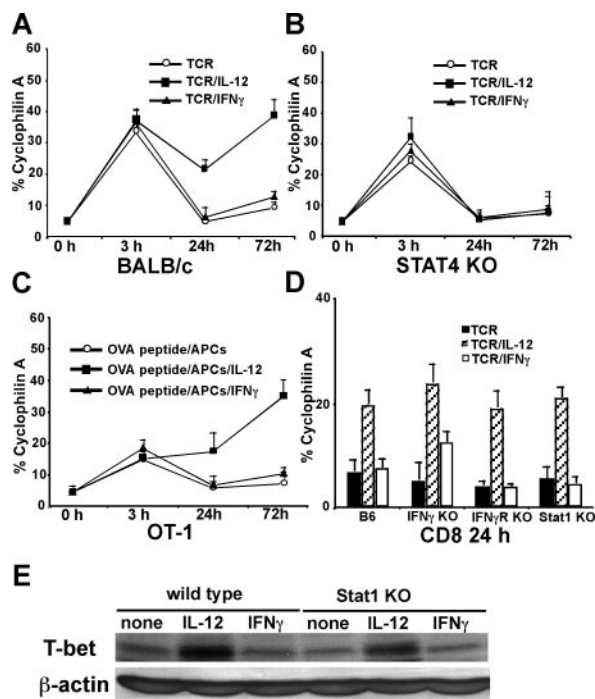 A
% Cyclophilin A
60
50
40
30
20
10
0
TCR
TCR/IL-12
TCR/IFNγ
0 h 3 h 24h 72h
BALB/c
B
% Cyclophilin A
60
50
40
30
20
10
0
TCR
TCR/IL-12
TCR/IFNγ
0 h 3 h 24h 72h
STAT4 KO
C
% Cyclophilin A
60
50
40
30
20
10
0
OVA peptide/APCs
OVA peptide/APCs/IL-12
OVA peptide/APCs/IFNγ
0 h 3 h 24h 72h
OT-1
D
% Cyclophilin A
40
20
0
TCR
TCR/IL-12
TCR/IFNγ
B6 IFNγ KO IFNγR KO Stat1 KO
CD8 24 h
E
wild type Stat1 KO
none IL-12 IFNγ none IL-12 IFNγ
T-bet
β-actin